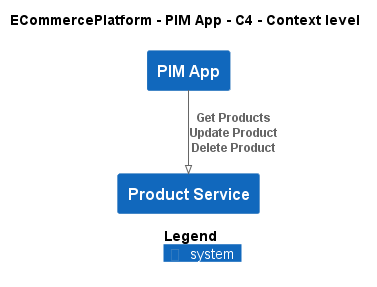 ECommercePlatform - PIM App - C4 - Context level
PIM App
Get Products
Update Product
Delete Product
Product Service
Legend
system